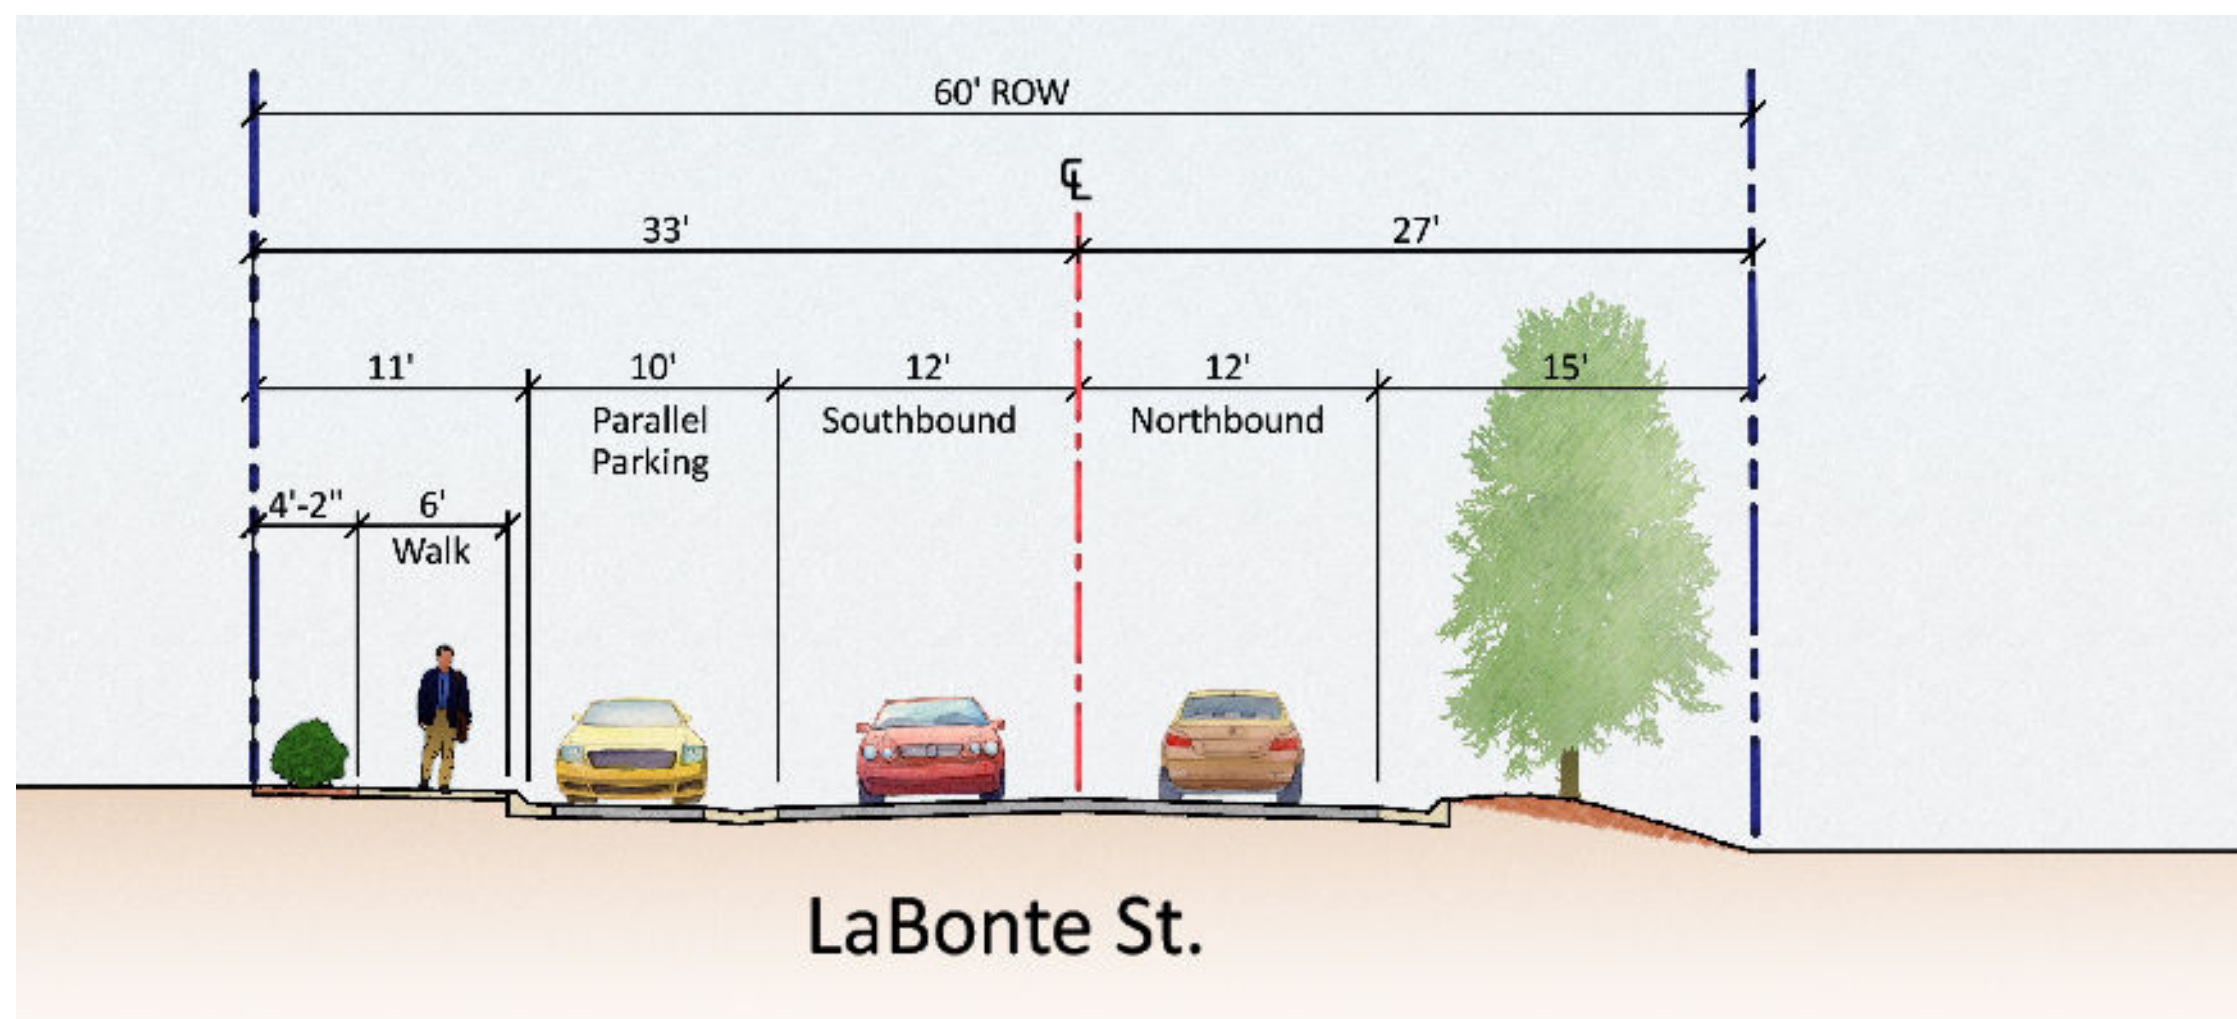 60' ROW
℄
33'
27'
11'
10'
12'
12'
15'
Parallel
Parking
Southbound
Northbound
4'-2"
6'
Walk
LaBonte St.